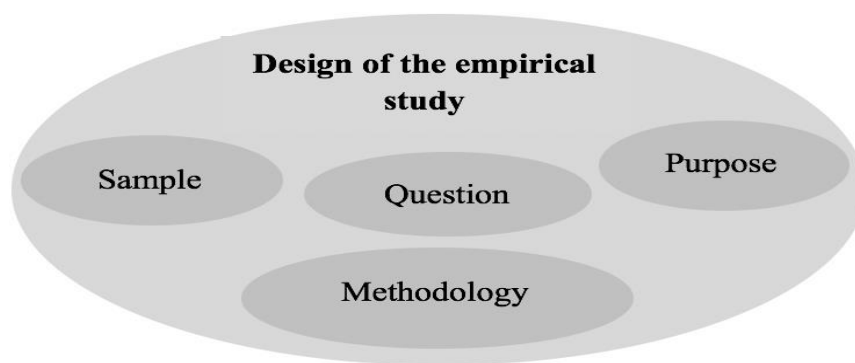 Design of the empirical
study
Sample
Question
Purpose
Methodology